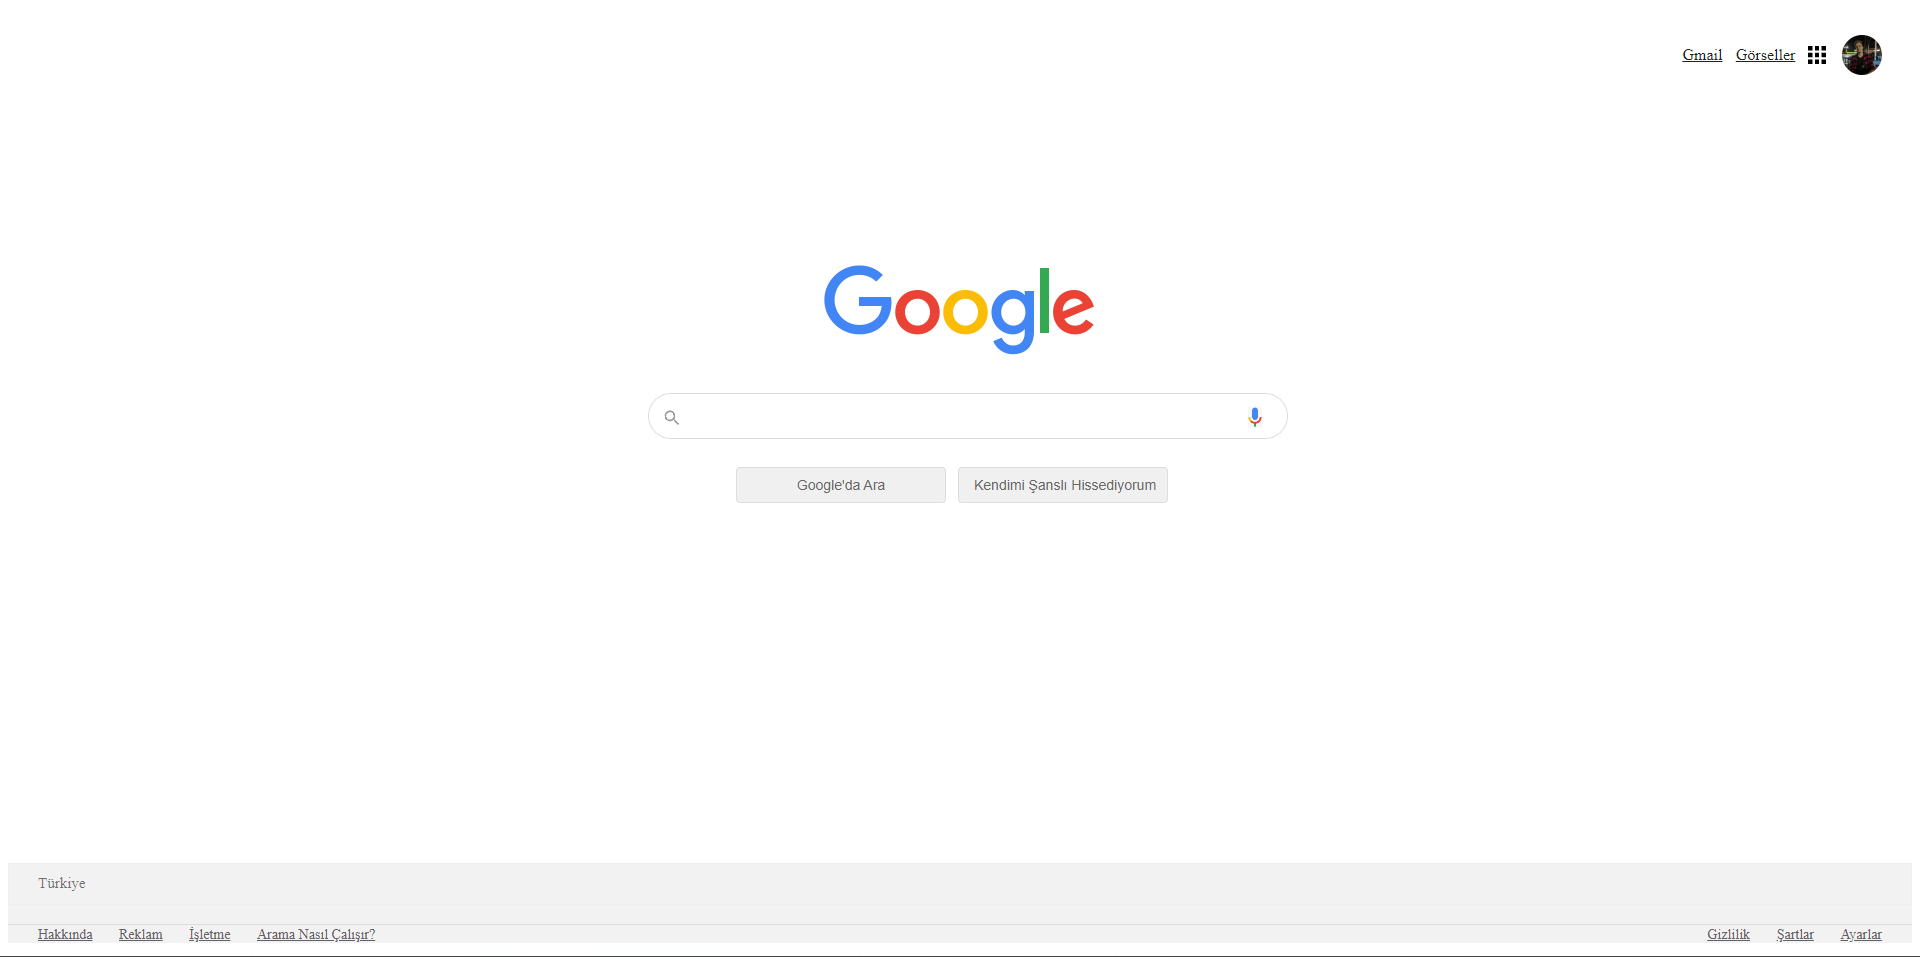 Gmail Görseller
Google
Google'da Ara Kendimi Şanslı Hissediyorum
Türkiye
Hakkında Reklam İşletme Arama Nasıl Çalışır? Gizlilik Şartlar Ayarlar